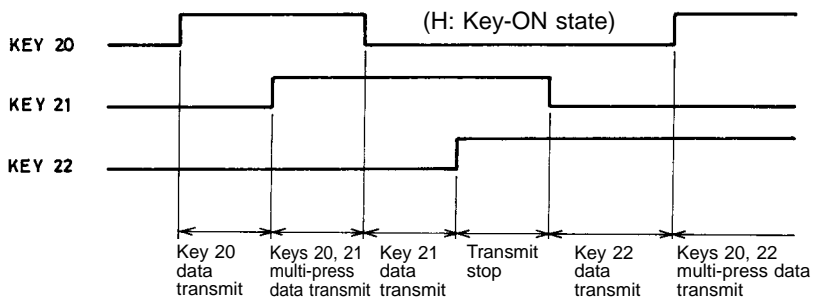 (H: Key-ON state)
KEY 20
KEY 21
KEY 22
Key 20
data
transmit
Keys 20, 21
multi-press
data transmit
Key 21
data
transmit
Transmit
stop
Key 22
data
transmit
Keys 20, 22
multi-press data
transmit